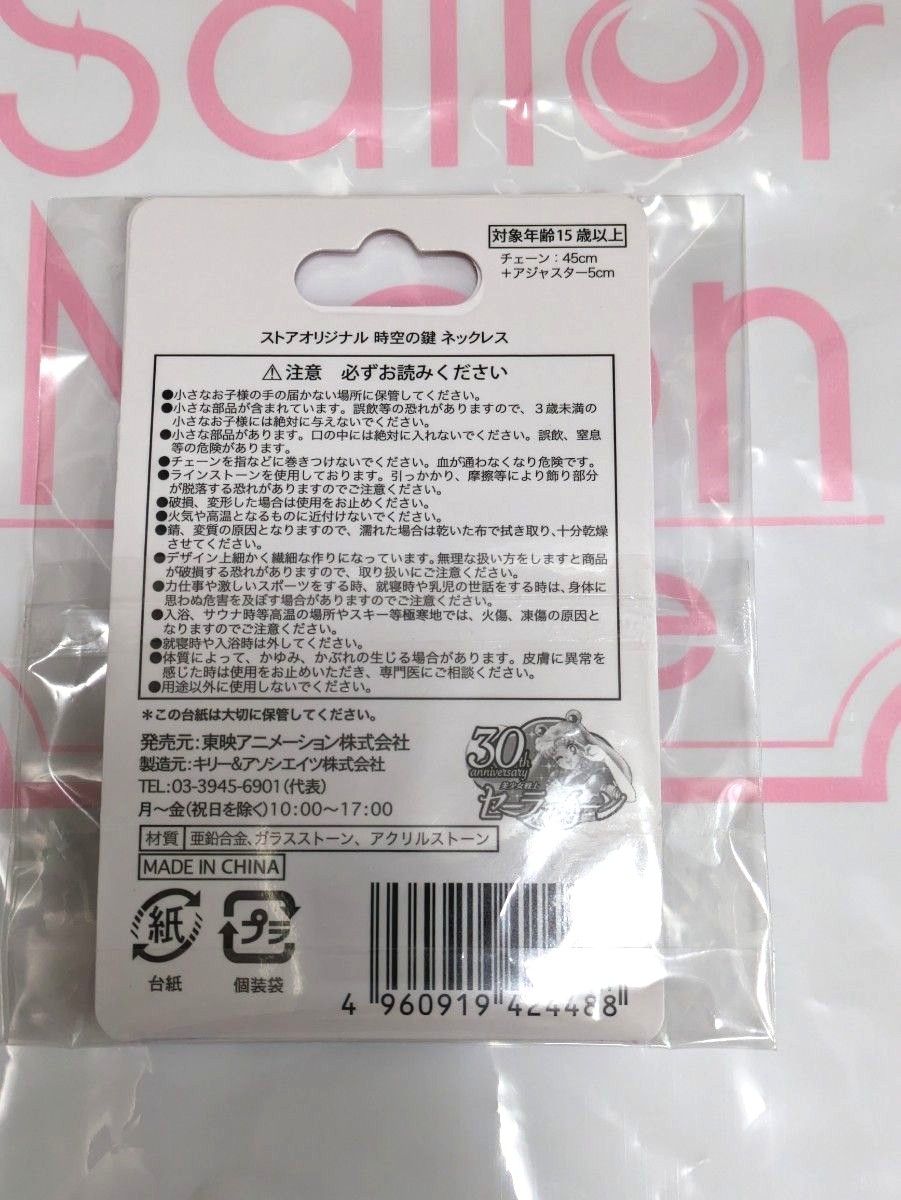 Sailor
Moon
対象年齢15歳以上
チェーン：45cm
＋アジャスター5cm
ストアオリジナル 時空の鍵 ネックレス
⚠注意 必ずお読みください
●小さなお子様の手の届かない場所に保管してください。
●小さな部品が含まれています。誤飲等の恐れがありますので、３歳未満の
小さなお子様には絶対に与えないでください。
●小さな部品があります。口の中には絶対に入れないでください。誤飲、窒息
等の危険があります。
●チェーンを指などに巻きつけないでください。血が通わなくなり危険です。
●ラインストーンを使用しております。引っかかり、摩擦等により飾り部分
が脱落する恐れがありますのでご注意ください。
●破損、変形した場合は使用をお止めください。
●火気や高温となるものに近付けないでください。
●錆、変質の原因となりますので、濡れた場合は乾いた布で拭き取り、十分乾燥
させてください。
●デザイン上細かく繊細な作りになっています。無理な扱い方をしますと商品
が破損する恐れがありますので、取り扱いにご注意ください。
●力仕事や激しいスポーツをする時、就寝時や乳児の世話をする時は、身体に
思わぬ危害を及ぼす場合がありますのでご注意ください。
●入浴、サウナ時等高温の場所やスキー等極寒地では、火傷、凍傷の原因と
なりますのでご注意ください。
●就寝時や入浴時は外してください。
●体質によって、かゆみ、かぶれの生じる場合があります。皮膚に異常を
感じた時は使用をお止めいただき、専門医にご相談ください。
●用途以外に使用しないでください。
＊この台紙は大切に保管してください。
発売元：東映アニメーション株式会社
製造元：キリー&アソシエイツ株式会社
TEL：03-3945-6901（代表）
月～金（祝日を除く）10：00～17：00
30th
anniversary
美少女戦士
セーラームーン
材質 亜鉛合金、ガラスストーン、アクリルストーン
MADE IN CHINA
紙 プラ
台紙 個装袋
4 960919 424488